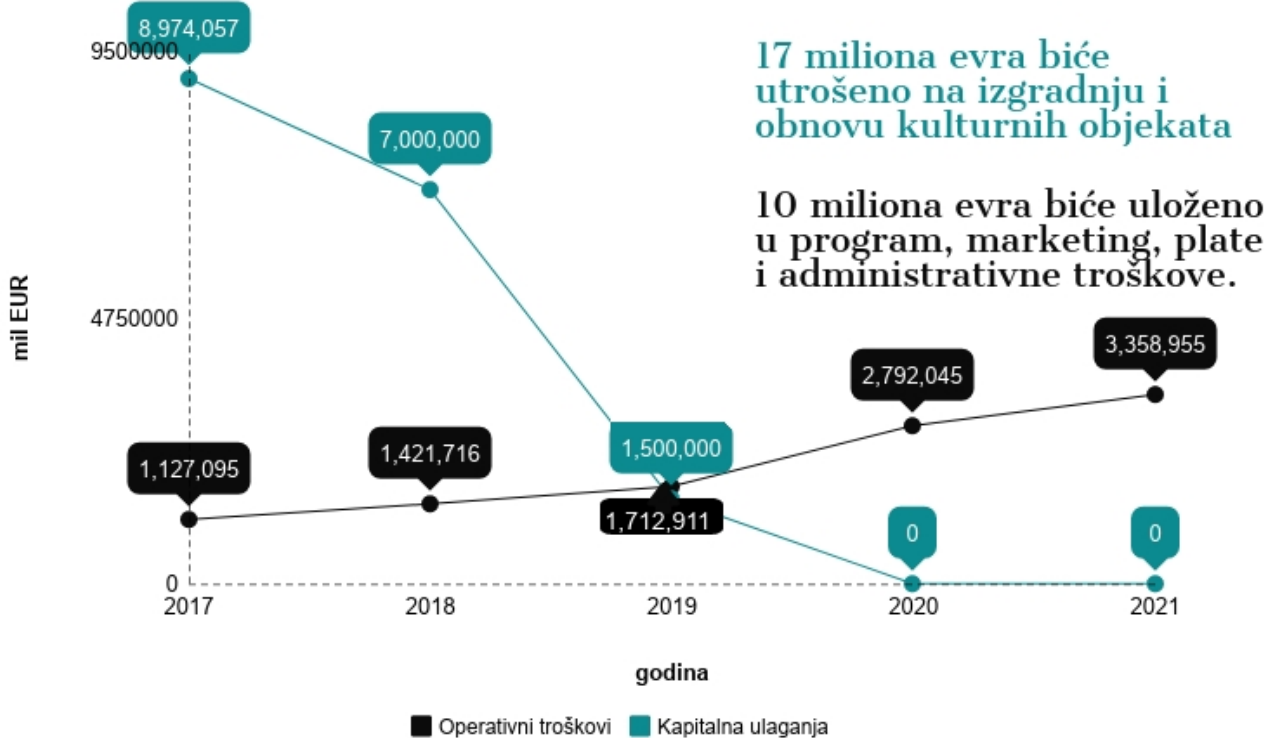 8,974,057
9500000
17 miliona evra biće
utrošeno na izgradnju i
obnovu kulturnih objekata
7,000,000
10 miliona evra biće uloženo
u program, marketing, plate
i administrativne troškove.
mil EUR
4750000
3,358,955
2,792,045
1,500,000
1,421,716
1,127,095
1,712,911
0
0
0
2017
2018
2019
2020
2021
godina
Operativni troškovi
Kapitalna ulaganja